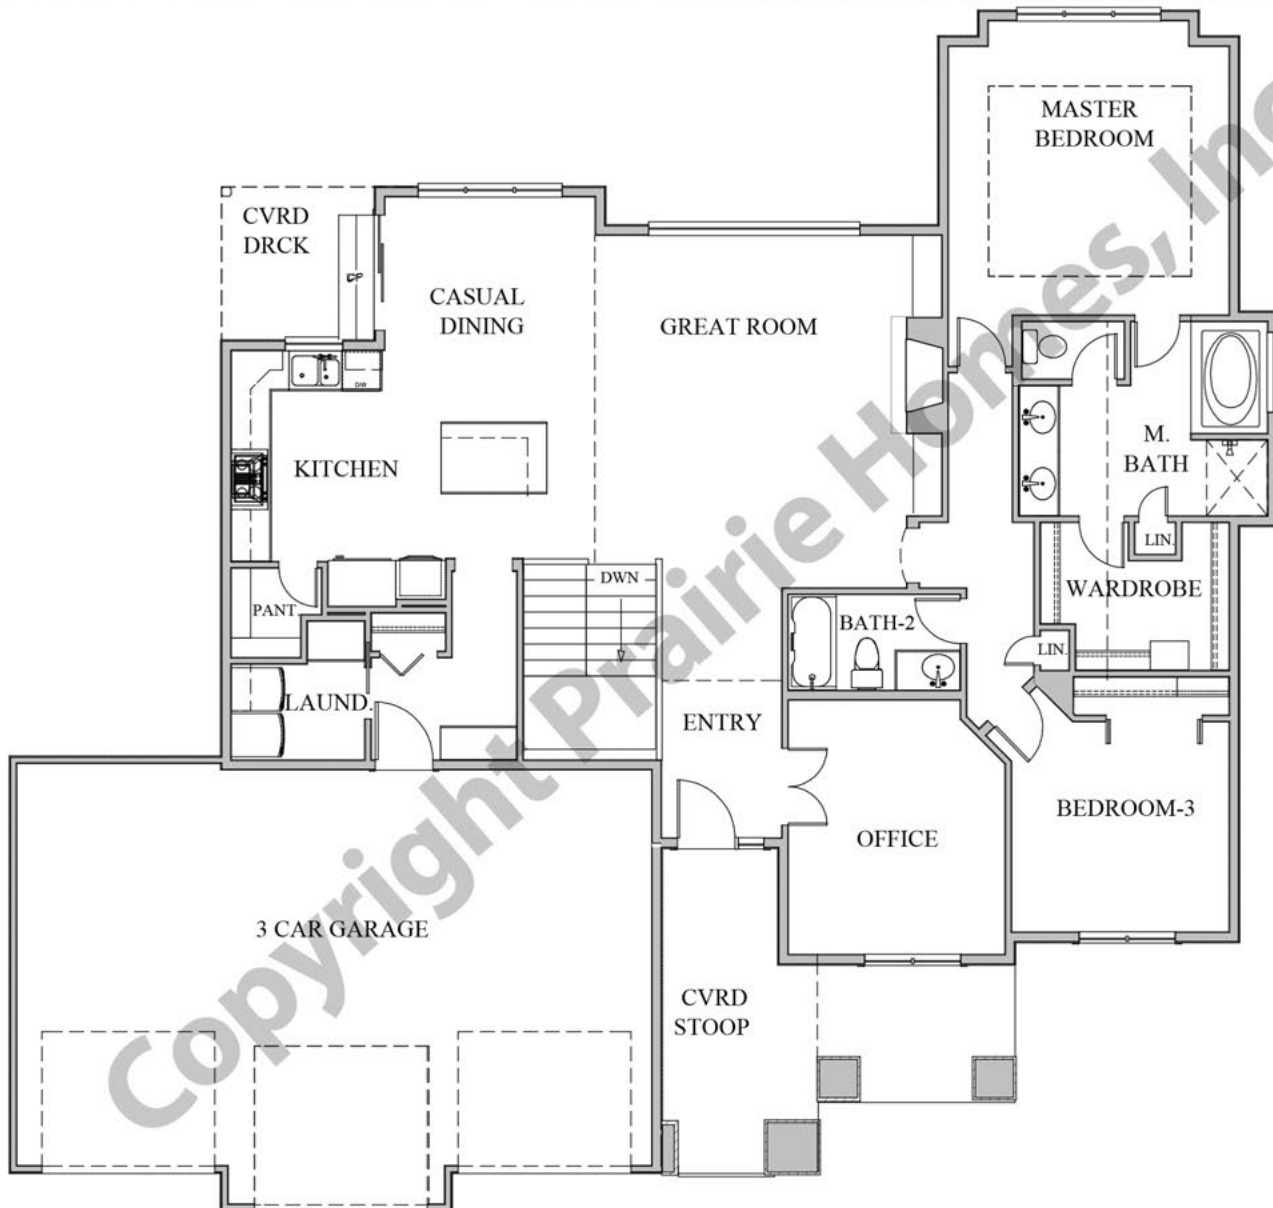 MASTER
BEDROOM
CVRD
DRCK
UP
CASUAL
DINING
GREAT ROOM
DW
KITCHEN
M.
BATH
LIN.
DWN
WARDROBE
PANT
BATH-2
LIN.
LAUND.
ENTRY
BEDROOM-3
OFFICE
3 CAR GARAGE
CVRD
STOOP
Copyright Prairie Homes, Inc